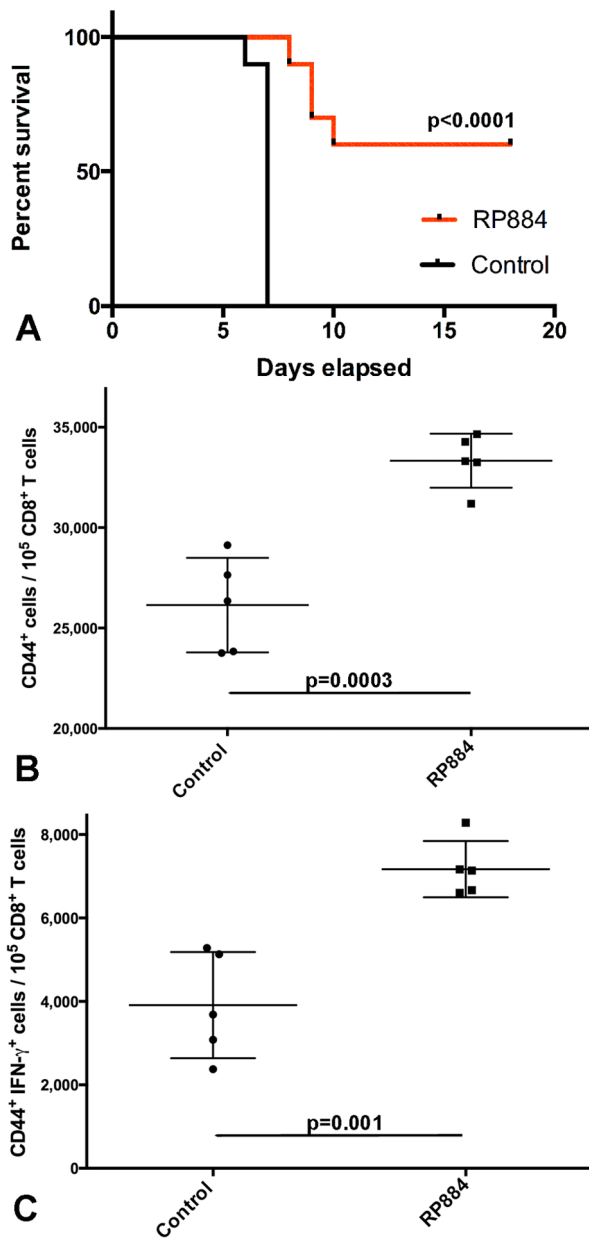 100
50
0
Percent survival
p<0.0001
RP884
Control
0 5 10 15 20
Days elapsed
A
35,000
30,000
25,000
20,000
CD44⁺ cells / 10⁵ CD8⁺ T cells
p=0.0003
Control RP884
B
8,000
6,000
4,000
2,000
0
CD44⁺ IFN-γ⁺ cells / 10⁵ CD8⁺ T cells
p=0.001
Control RP884
C